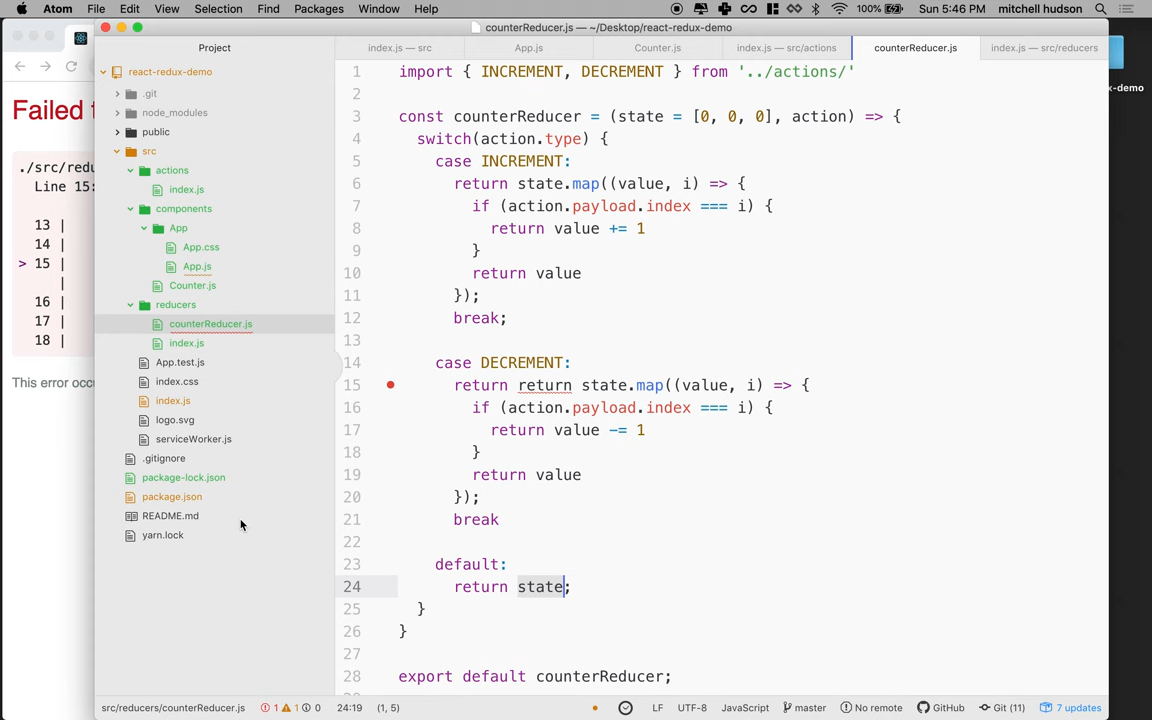 Atom File Edit View Selection Find Packages Window Help 100% Sun 5:46 PM mitchell hudson
counterReducer.js — ~/Desktop/react-redux-demo
Project
index.js — src
App.js
Counter.js
index.js — src/actions
counterReducer.js
index.js — src/reducers
react-redux-demo
.git
node_modules
public
src
actions
index.js
components
App
App.css
App.js
Counter.js
reducers
counterReducer.js
index.js
App.test.js
index.css
index.js
logo.svg
serviceWorker.js
.gitignore
package-lock.json
package.json
README.md
yarn.lock
Failed
./src/redu
Line 15:
13 |
14 |
> 15 |
|
16 |
17 |
18 |
This error occu
x-demo
1 import { INCREMENT, DECREMENT } from '../actions/'
2
3 const counterReducer = (state = [0, 0, 0], action) => {
4 switch(action.type) {
5 case INCREMENT:
6 return state.map((value, i) => {
7 if (action.payload.index === i) {
8 return value += 1
9 }
10 return value
11 });
12 break;
13
14 case DECREMENT:
15 return return state.map((value, i) => {
16 if (action.payload.index === i) {
17 return value -= 1
18 }
19 return value
20 });
21 break
22
23 default:
24 return state;
25 }
26 }
27
28 export default counterReducer;
src/reducers/counterReducer.js 1 1 0 24:19 (1, 5) LF UTF-8 JavaScript master No remote GitHub Git (11) 7 updates